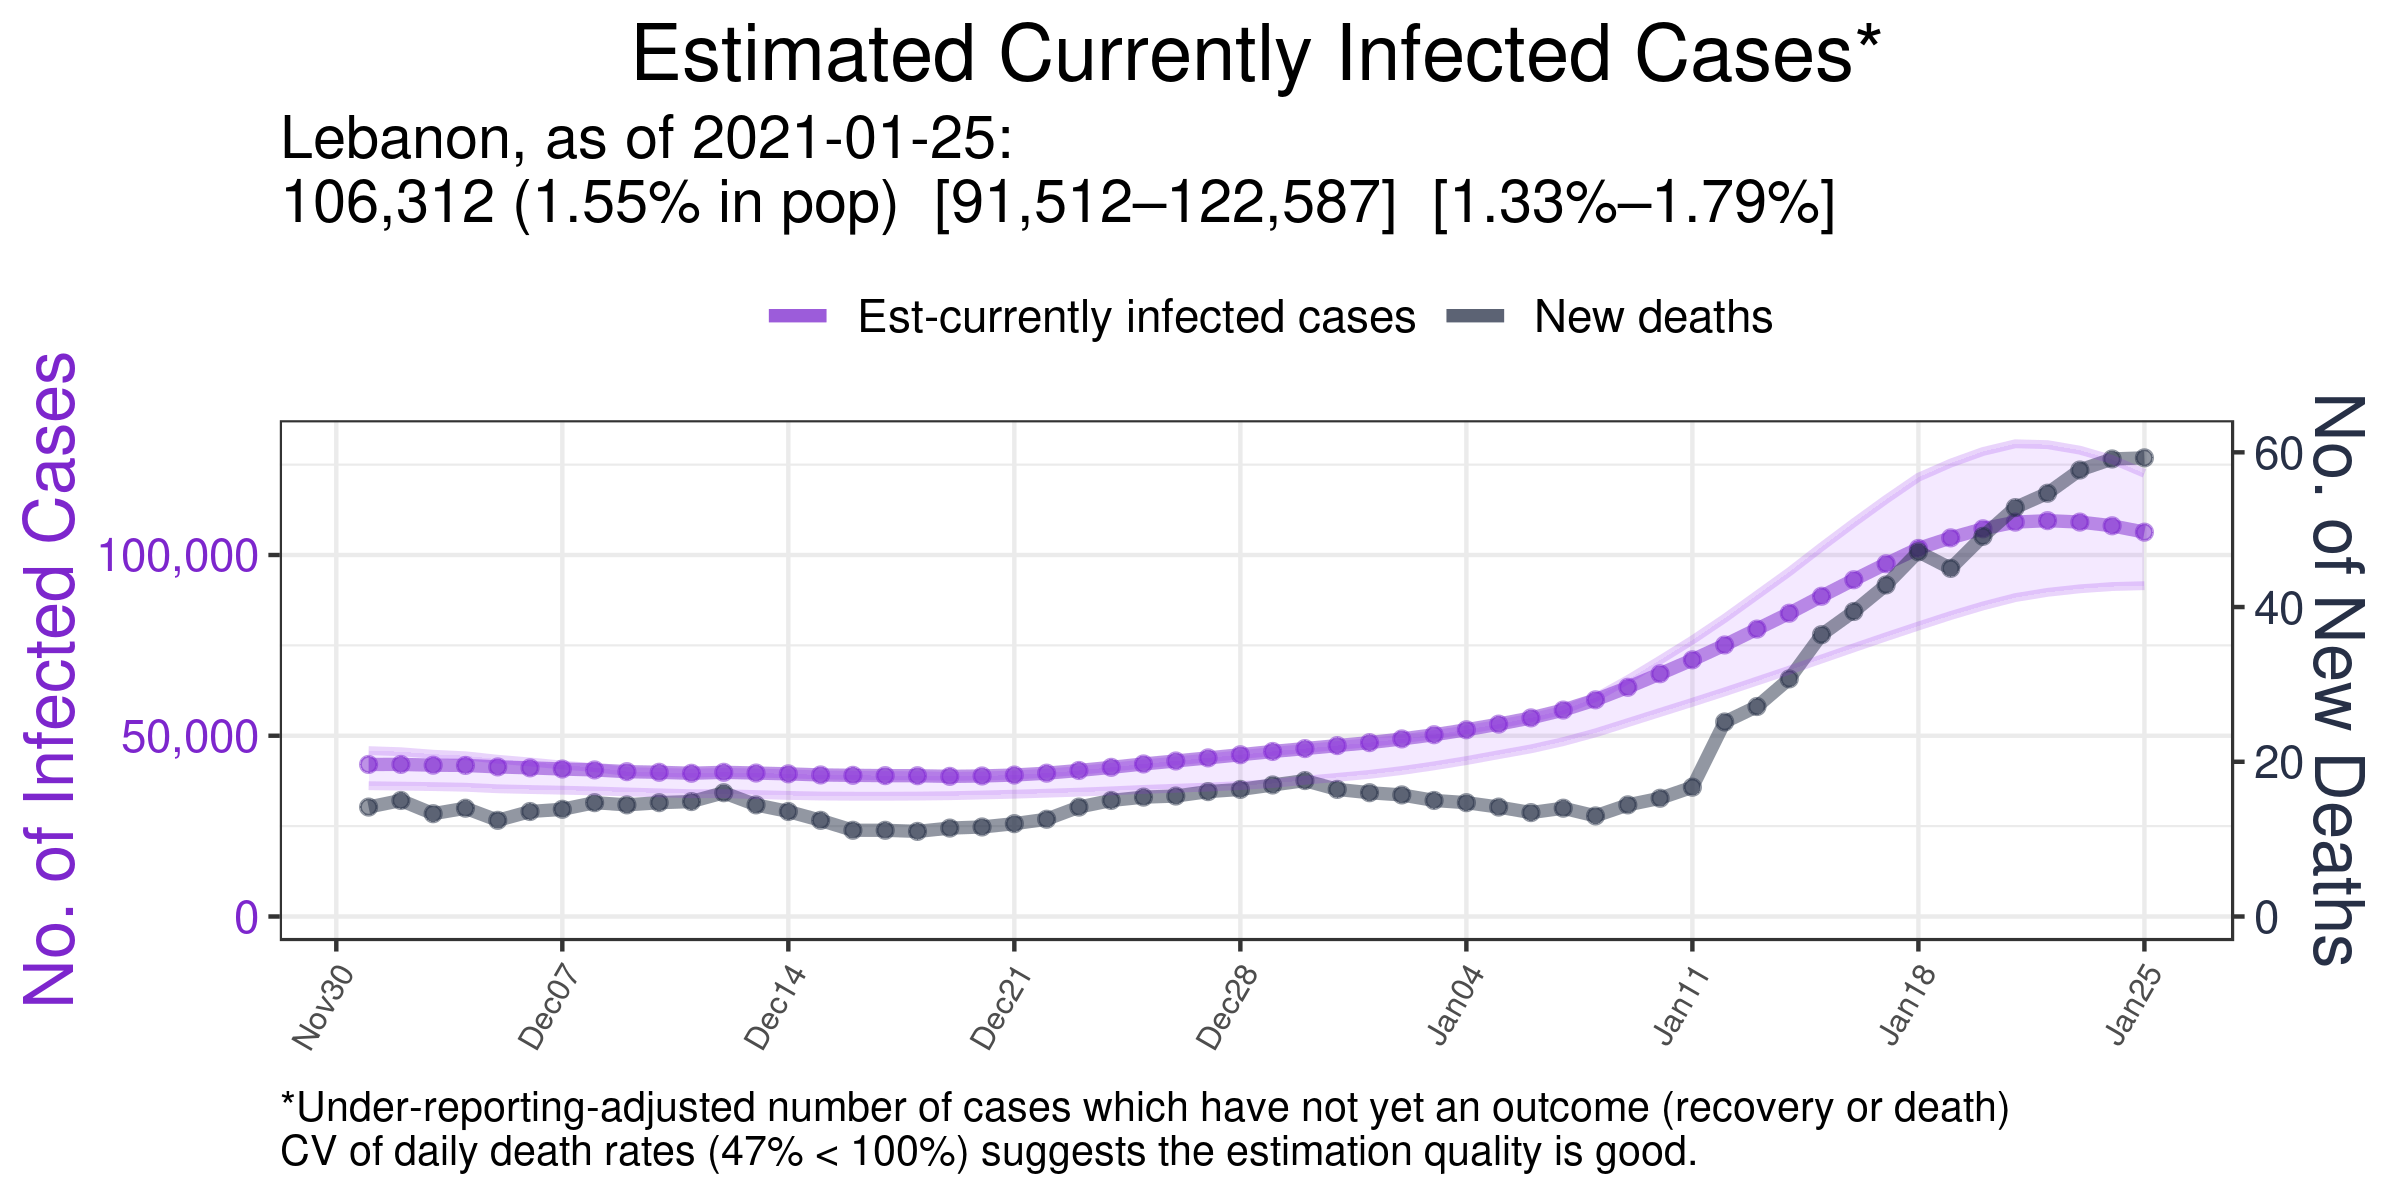 Estimated Currently Infected Cases*
Lebanon, as of 2021-01-25:
106,312 (1.55% in pop) [91,512–122,587] [1.33%–1.79%]
Est-currently infected cases New deaths
No. of Infected Cases
100,000
50,000
0
60
40
20
0
No. of New Deaths
Nov30 Dec07 Dec14 Dec21 Dec28 Jan04 Jan11 Jan18 Jan25
*Under-reporting-adjusted number of cases which have not yet an outcome (recovery or death)
CV of daily death rates (47% < 100%) suggests the estimation quality is good.